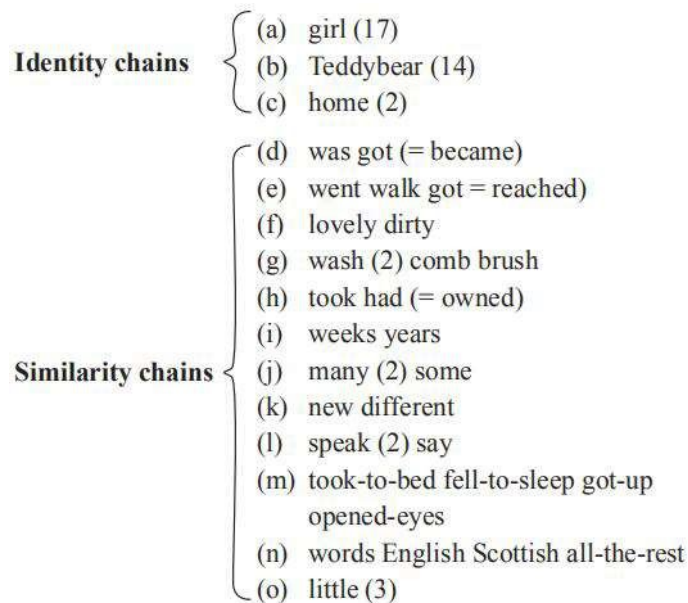 Identity chains
(a) girl (17)
(b) Teddybear (14)
(c) home (2)
Similarity chains
(d) was got (= became)
(e) went walk got = reached)
(f) lovely dirty
(g) wash (2) comb brush
(h) took had (= owned)
(i) weeks years
(j) many (2) some
(k) new different
(l) speak (2) say
(m) took-to-bed fell-to-sleep got-up
opened-eyes
(n) words English Scottish all-the-rest
(o) little (3)